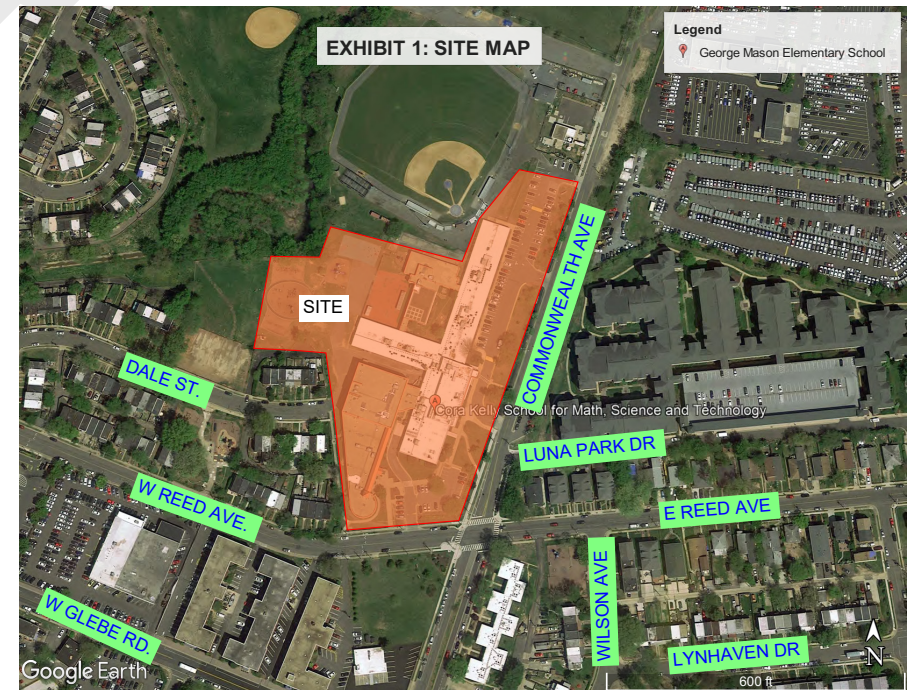 EXHIBIT 1: SITE MAP
Legend
George Mason Elementary School
SITE
COMMONWEALTH AVE
DALE ST.
Cora Kelly School for Math, Science and Technology
LUNA PARK DR
W REED AVE.
E REED AVE
WILSON AVE
W GLEBE RD.
LYNHAVEN DR
N
Google Earth
600 ft